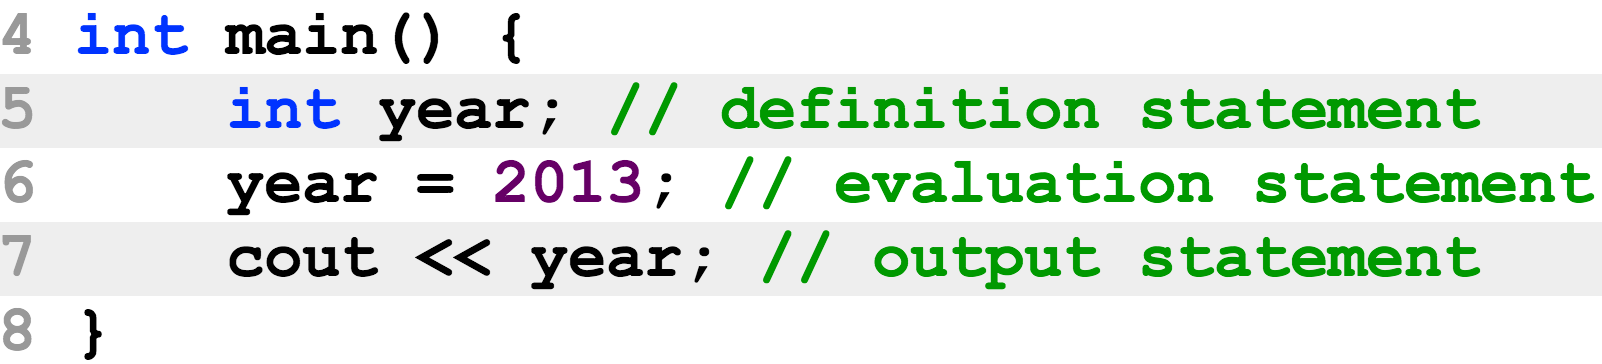 4 int main() {
5     int year; // definition statement
6     year = 2013; // evaluation statement
7     cout << year; // output statement
8 }